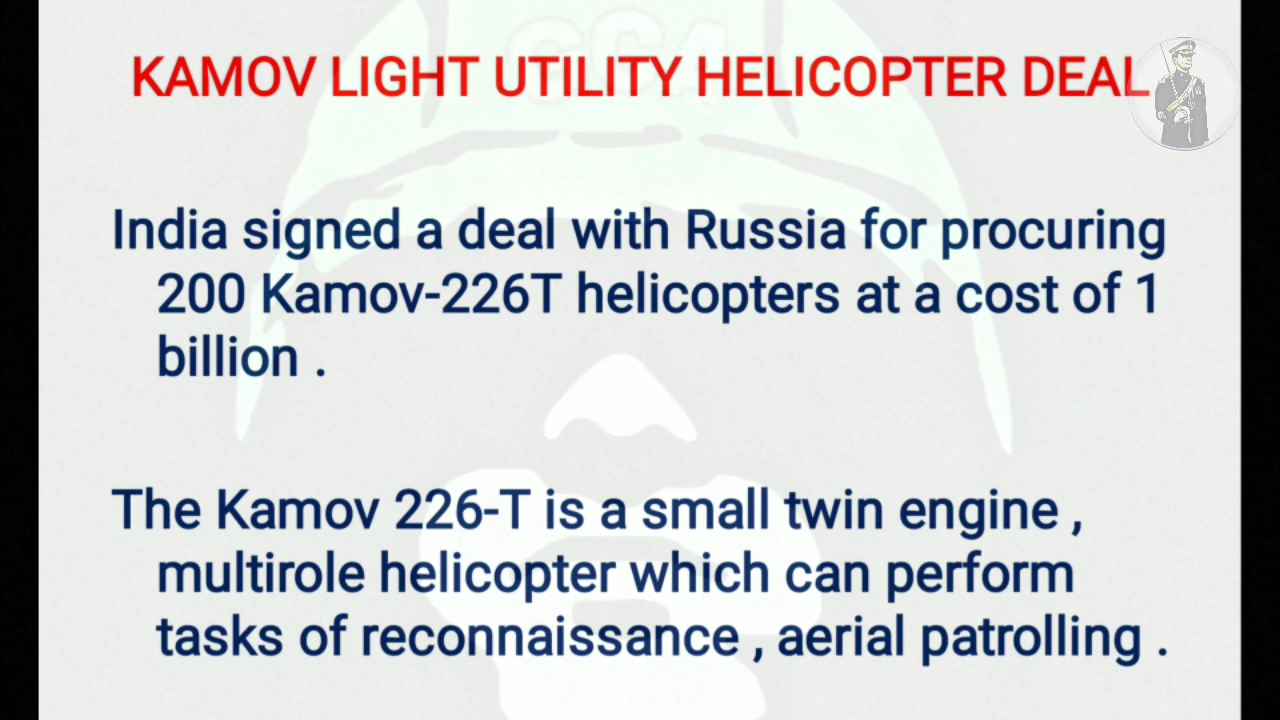 KAMOV LIGHT UTILITY HELICOPTER DEAL
India signed a deal with Russia for procuring
200 Kamov-226T helicopters at a cost of 1
billion .
The Kamov 226-T is a small twin engine ,
multirole helicopter which can perform
tasks of reconnaissance , aerial patrolling .